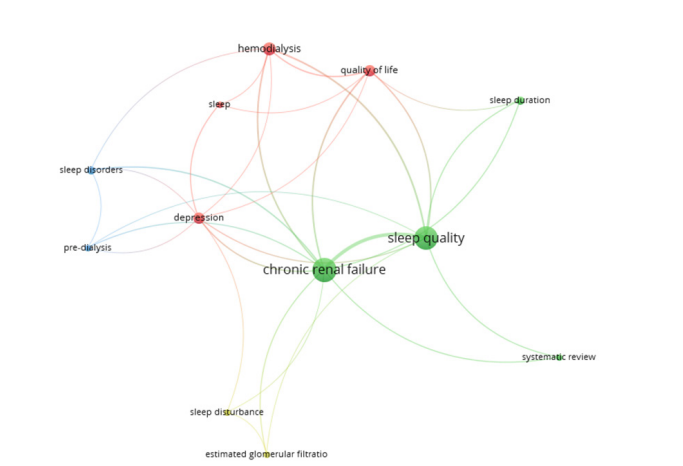 hemodialysis
quality of life
sleep duration
sleep
sleep disorders
depression
sleep quality
pre-dialysis
chronic renal failure
systematic review
sleep disturbance
estimated glomerular filtratio